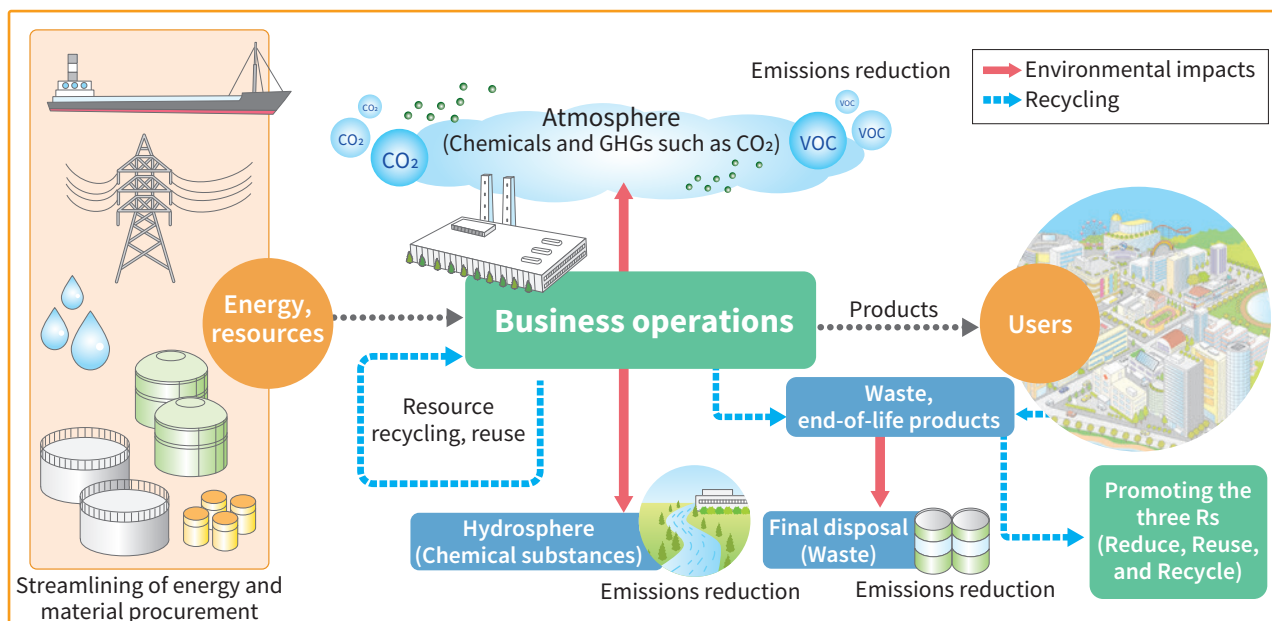 Emissions reduction
Environmental impacts
Recycling
CO₂
CO₂
CO₂
Atmosphere
(Chemicals and GHGs such as CO₂)
VOC
VOC
VOC
Energy,
resources
Business operations
Products
Users
Resource
recycling, reuse
Waste,
end-of-life products
Hydrosphere
(Chemical substances)
Emissions reduction
Final disposal
(Waste)
Emissions reduction
Promoting the
three Rs
(Reduce, Reuse,
and Recycle)
Streamlining of energy and
material procurement